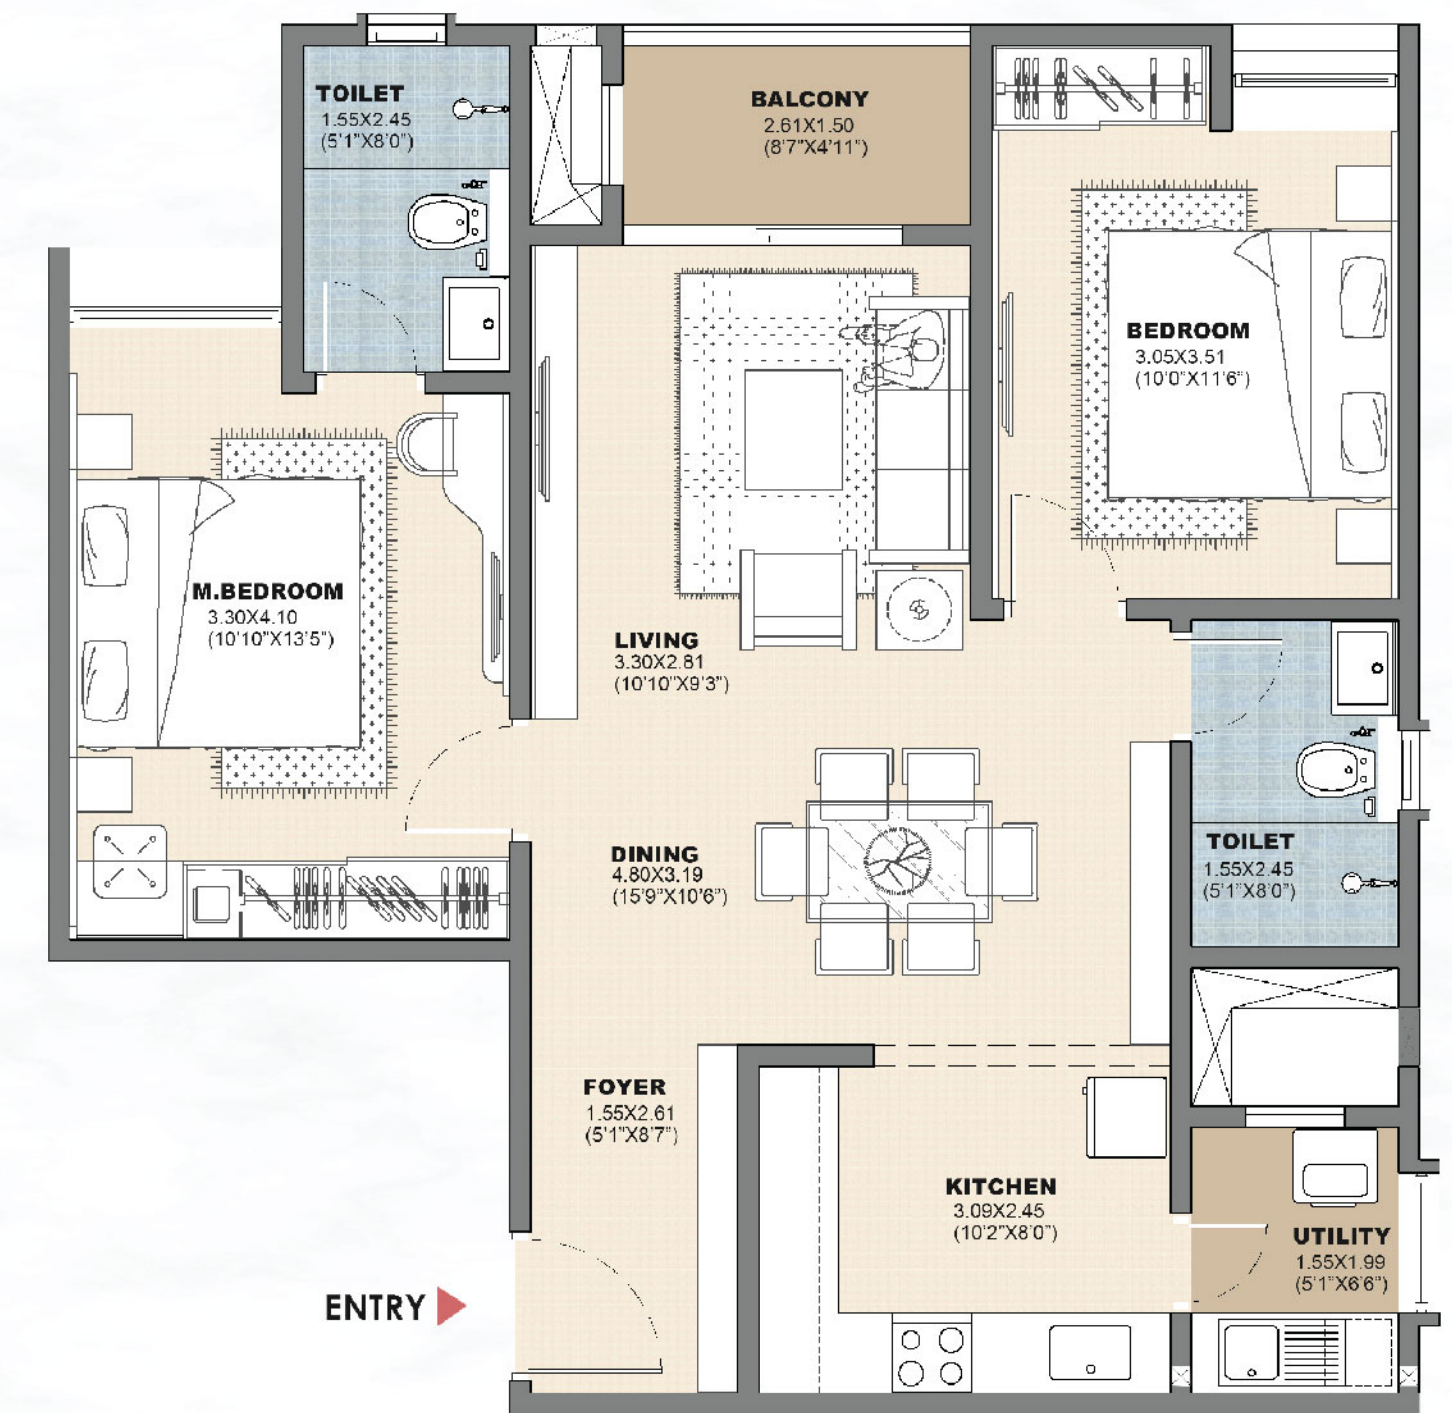 TOILET
1.55X2.45
(5'1"X8'0")
BALCONY
2.61X1.50
(8'7"X4'11")
BEDROOM
3.05X3.51
(10'0"X11'6")
M.BEDROOM
3.30X4.10
(10'10"X13'5")
LIVING
3.30X2.81
(10'10"X9'3")
DINING
4.80X3.19
(15'9"X10'6")
TOILET
1.55X2.45
(5'1"X8'0")
FOYER
1.55X2.61
(5'1"X8'7")
KITCHEN
3.09X2.45
(10'2"X8'0")
UTILITY
1.55X1.99
(5'1"X6'6")
ENTRY